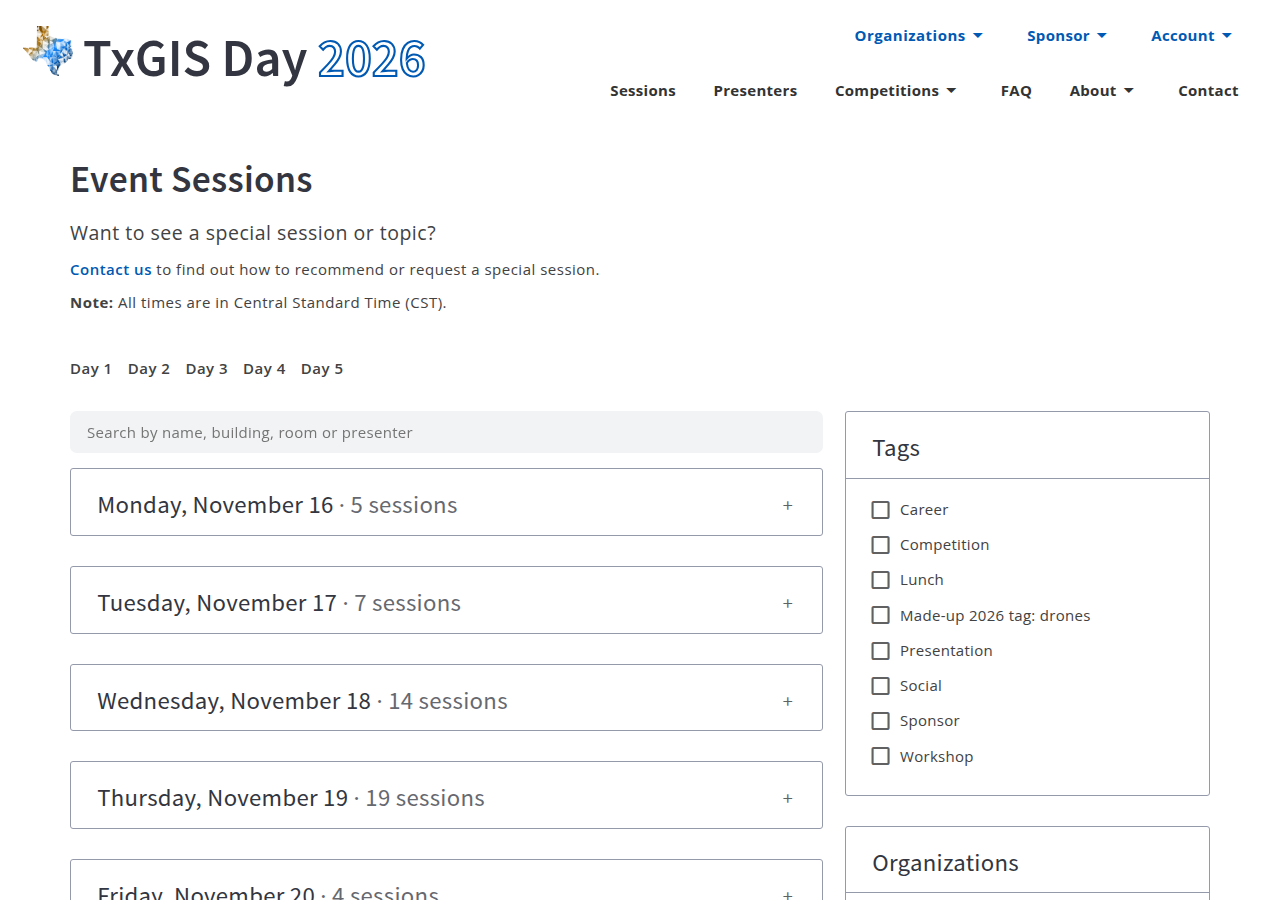 TxGIS Day 2026
Organizations
Sponsor
Account
Sessions
Presenters
Competitions
FAQ
About
Contact
Event Sessions
Want to see a special session or topic?
Contact us to find out how to recommend or request a special session.
Note: All times are in Central Standard Time (CST).
Day 1
Day 2
Day 3
Day 4
Day 5
Search by name, building, room or presenter
Monday, November 16 · 5 sessions +
Tuesday, November 17 · 7 sessions +
Wednesday, November 18 · 14 sessions +
Thursday, November 19 · 19 sessions +
Friday, November 20 · 4 sessions +
Tags
Career
Competition
Lunch
Made-up 2026 tag: drones
Presentation
Social
Sponsor
Workshop
Organizations